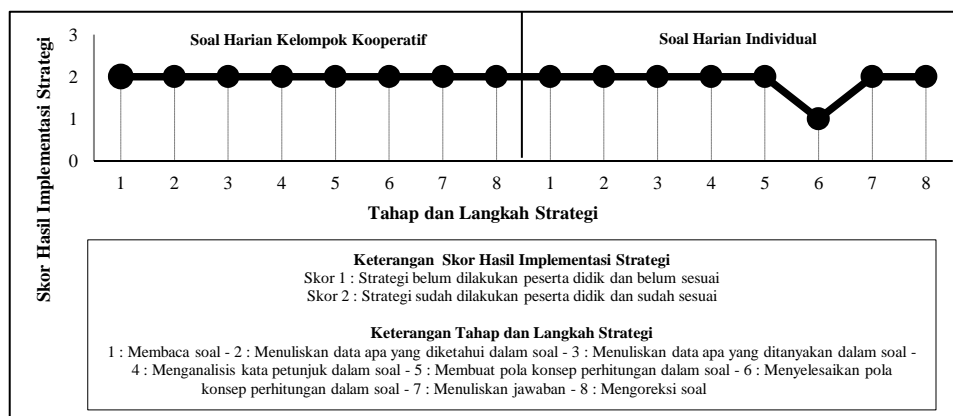 Skor Hasil Implementasi Strategi
3
2
1
0
Soal Harian Kelompok Kooperatif
Soal Harian Individual
1 2 3 4 5 6 7 8 1 2 3 4 5 6 7 8
Tahap dan Langkah Strategi
Keterangan Skor Hasil Implementasi Strategi
Skor 1 : Strategi belum dilakukan peserta didik dan belum sesuai
Skor 2 : Strategi sudah dilakukan peserta didik dan sudah sesuai
Keterangan Tahap dan Langkah Strategi
1 : Membaca soal - 2 : Menuliskan data apa yang diketahui dalam soal - 3 : Menuliskan data apa yang ditanyakan dalam soal -
4 : Menganalisis kata petunjuk dalam soal - 5 : Membuat pola konsep perhitungan dalam soal - 6 : Menyelesaikan pola
konsep perhitungan dalam soal - 7 : Menuliskan jawaban - 8 : Mengoreksi soal